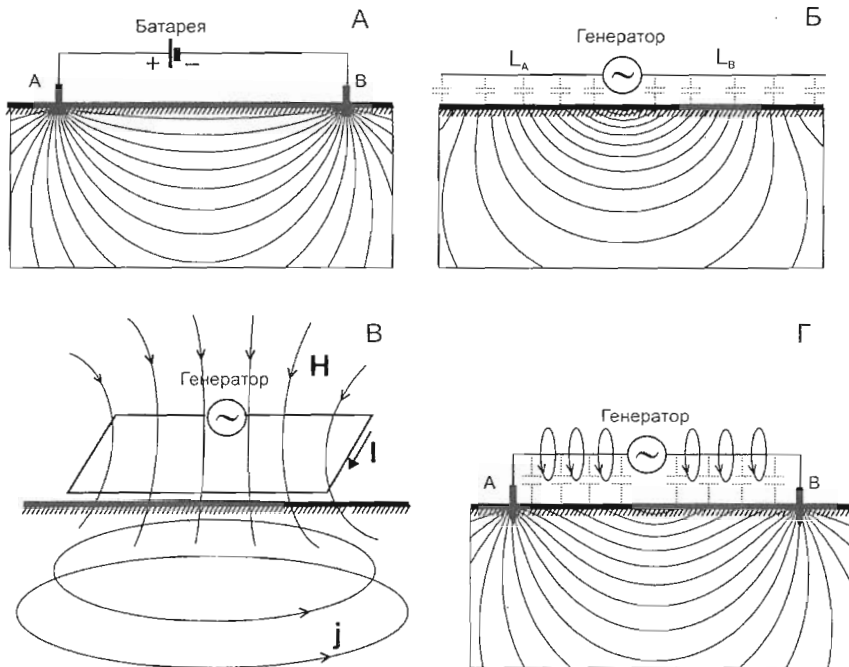 А
Батарея
+ −
А
В
Б
Генератор
~
L_A
L_B
В
Генератор
~
H
I
j
Г
Генератор
~
А
В